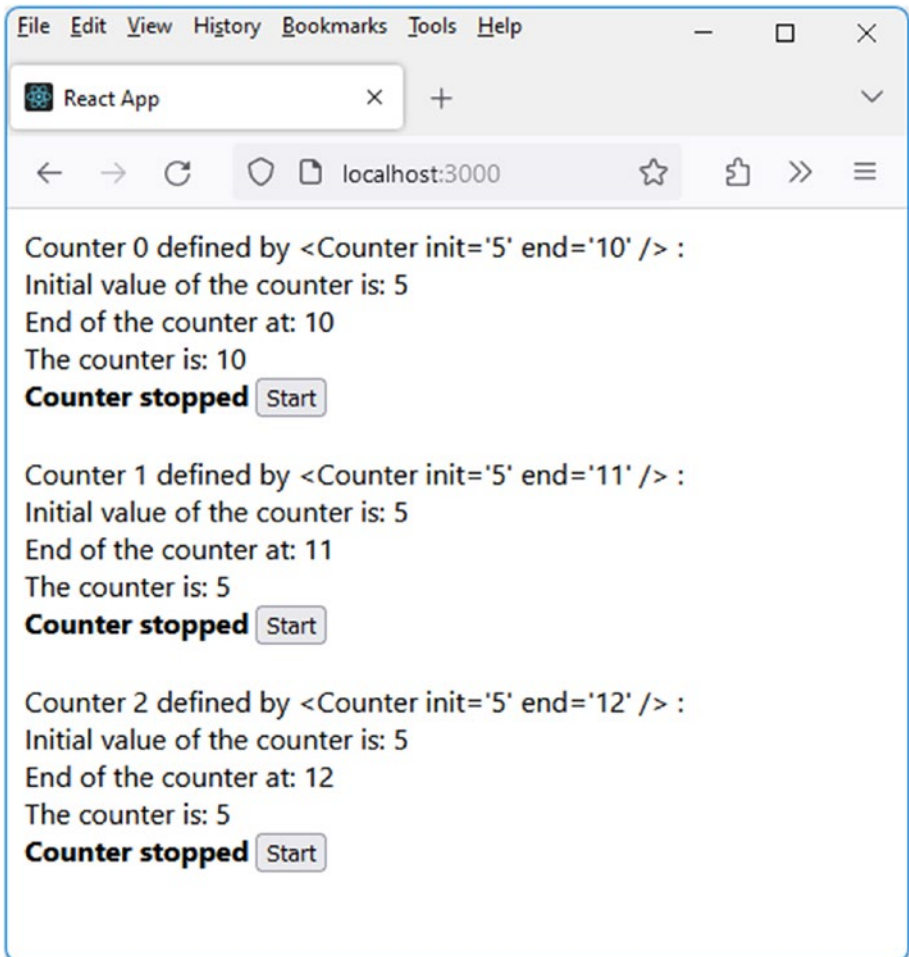 File Edit View History Bookmarks Tools Help
React App
localhost:3000
Counter 0 defined by <Counter init='5' end='10' /> :
Initial value of the counter is: 5
End of the counter at: 10
The counter is: 10
Counter stopped Start
Counter 1 defined by <Counter init='5' end='11' /> :
Initial value of the counter is: 5
End of the counter at: 11
The counter is: 5
Counter stopped Start
Counter 2 defined by <Counter init='5' end='12' /> :
Initial value of the counter is: 5
End of the counter at: 12
The counter is: 5
Counter stopped Start